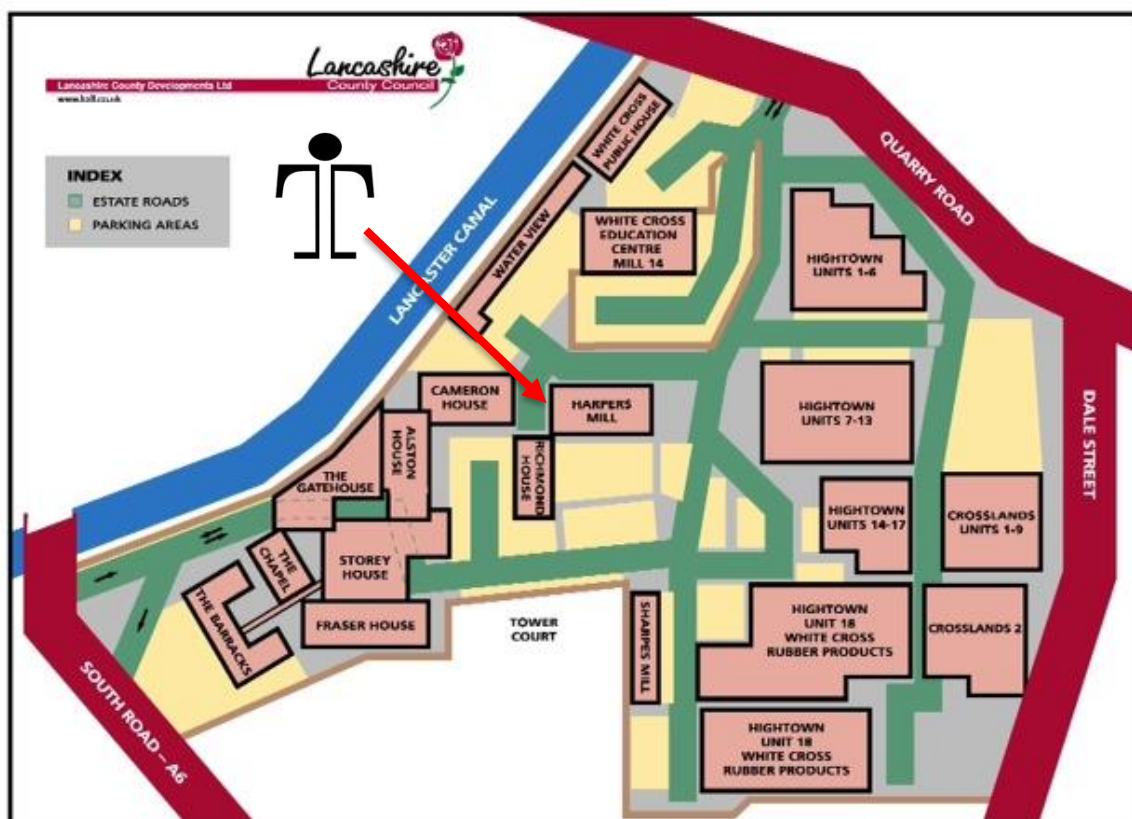 Lancashire
County Council
Lancashire County Developments Ltd
INDEX
ESTATE ROADS
PARKING AREAS
LANCASTER CANAL
WHITE CROSS
PUBLIC HOUSE
WATER VIEW
WHITE CROSS
EDUCATION
CENTRE
MILL 14
QUARRY ROAD
HIGHTOWN
UNITS 1-6
CAMERON
HOUSE
HARPERS
MILL
HIGHTOWN
UNITS 7-13
DALE STREET
ALSTON
HOUSE
THE
GATEHOUSE
RICHMOND
HOUSE
HIGHTOWN
UNITS 14-17
CROSSLANDS
UNITS 1-9
THE
CHAPEL
STOREY
HOUSE
THE BARRACKS
FRASER HOUSE
TOWER
COURT
SHARPES MILL
HIGHTOWN
UNIT 18
WHITE CROSS
RUBBER PRODUCTS
CROSSLANDS 2
SOUTH ROAD – A6
HIGHTOWN
UNIT 18
WHITE CROSS
RUBBER PRODUCTS